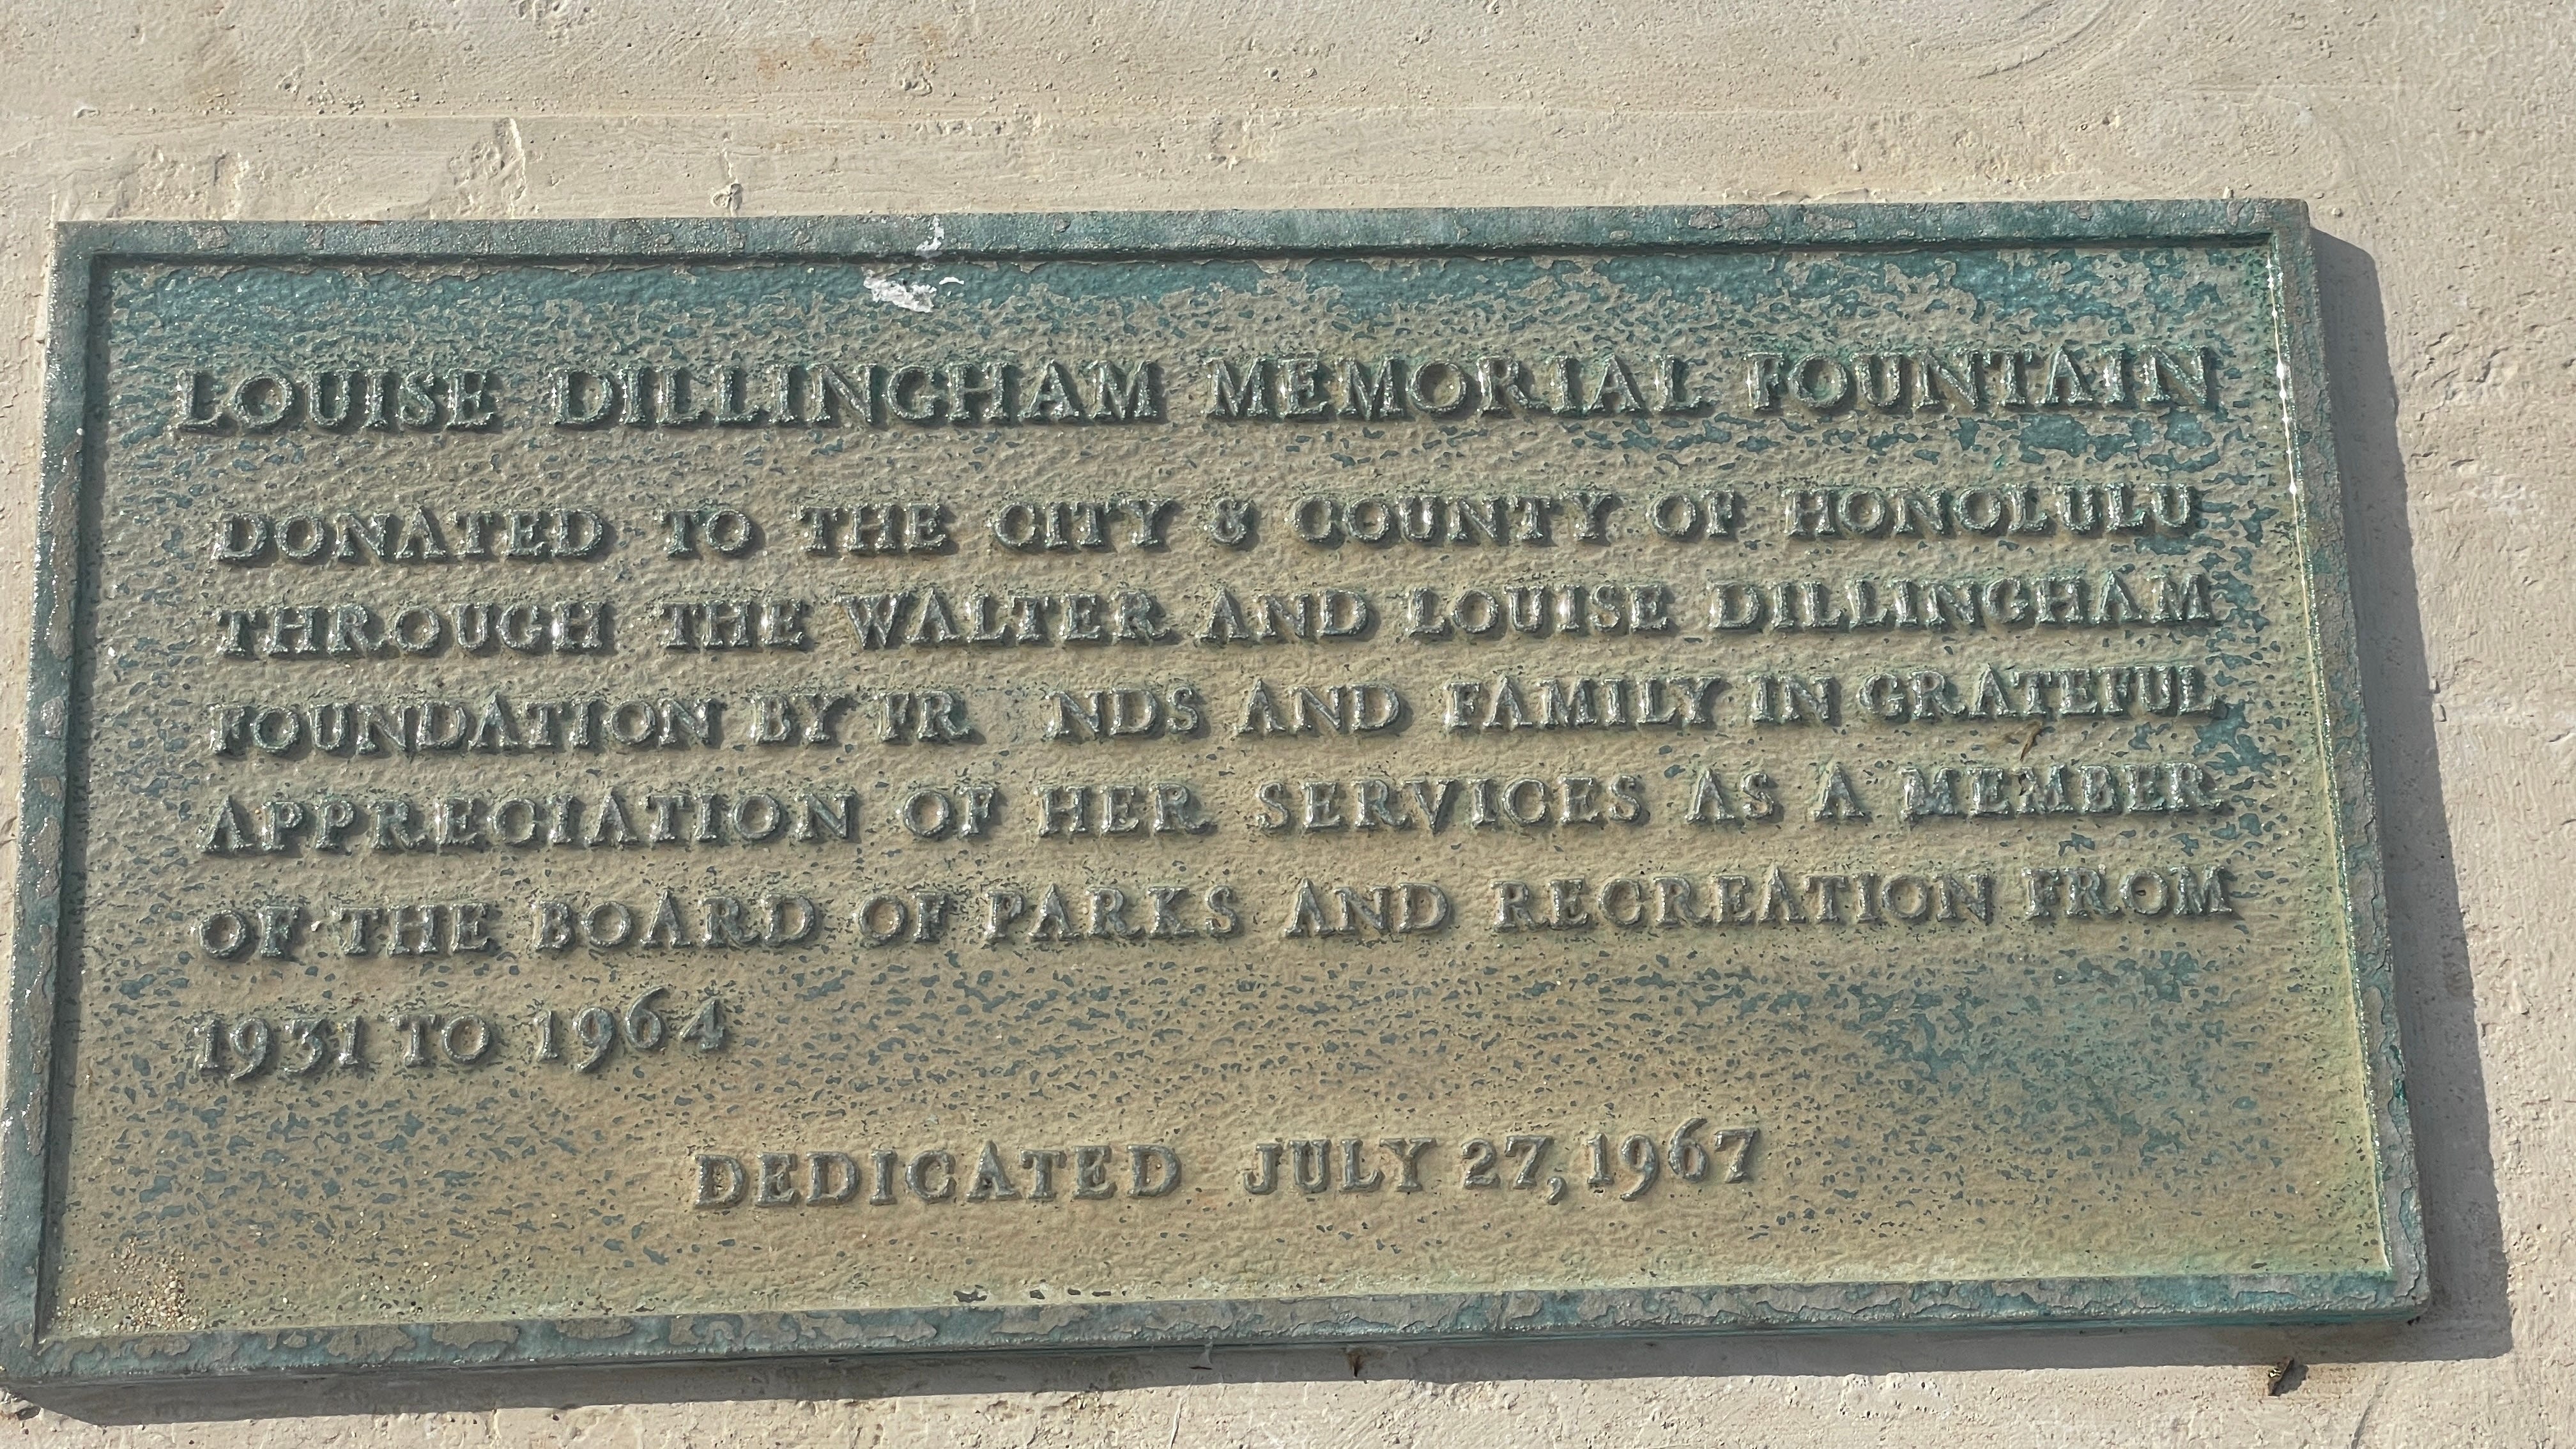 LOUISE DILLINGHAM MEMORIAL FOUNTAIN
DONATED TO THE CITY & COUNTY OF HONOLULU
THROUGH THE WALTER AND LOUISE DILLINGHAM
FOUNDATION BY FR NDS AND FAMILY IN GRATEFUL
APPRECIATION OF HER SERVICES AS A MEMBER
OF THE BOARD OF PARKS AND RECREATION FROM
1931 TO 1964
DEDICATED JULY 27, 1967